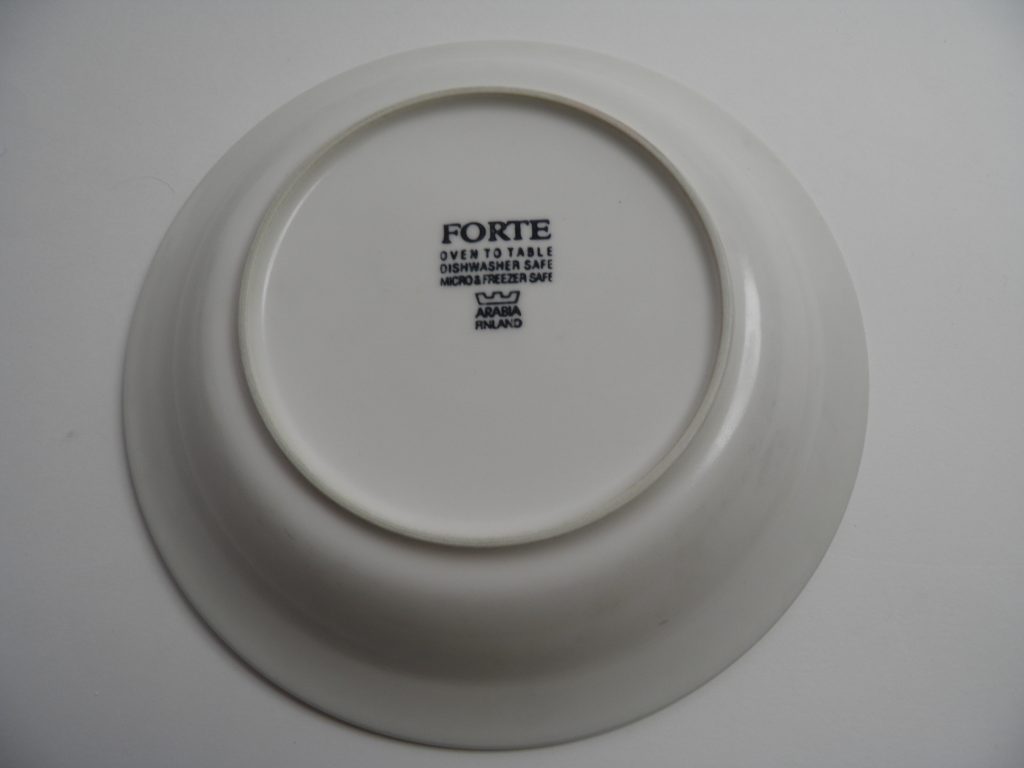 FORTE
OVEN TO TABLE
DISHWASHER SAFE
MICRO & FREEZER SAFE
ARABIA
FINLAND